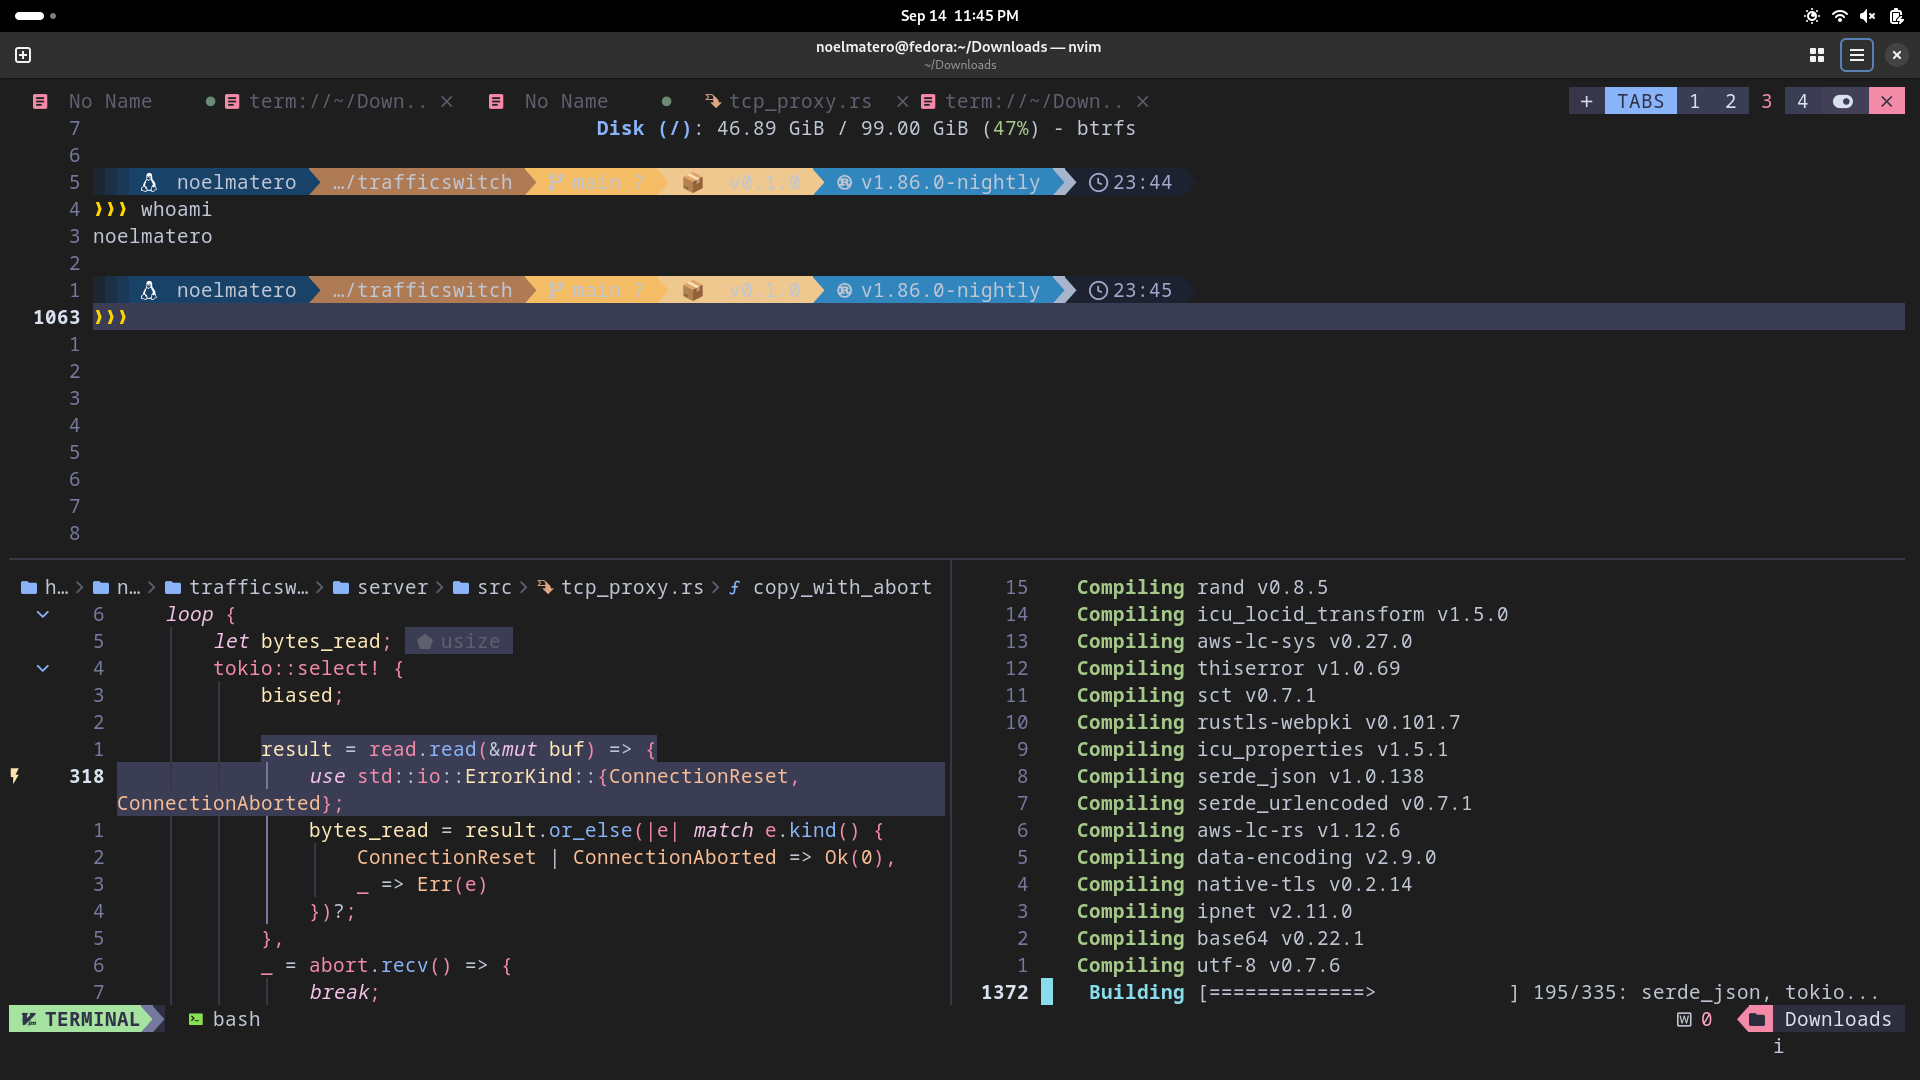 Sep 14 11:45 PM
noelmatero@fedora:~/Downloads — nvim
~/Downloads
No Name term://~/Down.. No Name tcp_proxy.rs term://~/Down.. + TABS 1 2 3 4
7 Disk (/): 46.89 GiB / 99.00 GiB (47%) - btrfs
6
5 noelmatero …/trafficswitch main ? v0.1.0 v1.86.0-nightly 23:44
4 ❫❫❫ whoami
3 noelmatero
2
1 noelmatero …/trafficswitch main ? v0.1.0 v1.86.0-nightly 23:45
1063 ❫❫❫
1
2
3
4
5
6
7
8
h… > n… > trafficsw… > server > src > tcp_proxy.rs > copy_with_abort
6 loop {
5 let bytes_read; usize
4 tokio::select! {
3 biased;
2
1 result = read.read(&mut buf) => {
318 use std::io::ErrorKind::{ConnectionReset,
ConnectionAborted};
1 bytes_read = result.or_else(|e| match e.kind() {
2 ConnectionReset | ConnectionAborted => Ok(0),
3 _ => Err(e)
4 })?;
5 },
6 _ = abort.recv() => {
7 break;
15 Compiling rand v0.8.5
14 Compiling icu_locid_transform v1.5.0
13 Compiling aws-lc-sys v0.27.0
12 Compiling thiserror v1.0.69
11 Compiling sct v0.7.1
10 Compiling rustls-webpki v0.101.7
9 Compiling icu_properties v1.5.1
8 Compiling serde_json v1.0.138
7 Compiling serde_urlencoded v0.7.1
6 Compiling aws-lc-rs v1.12.6
5 Compiling data-encoding v2.9.0
4 Compiling native-tls v0.2.14
3 Compiling ipnet v2.11.0
2 Compiling base64 v0.22.1
1 Compiling utf-8 v0.7.6
1372 Building [=============> ] 195/335: serde_json, tokio...
TERMINAL bash W 0 Downloads
i